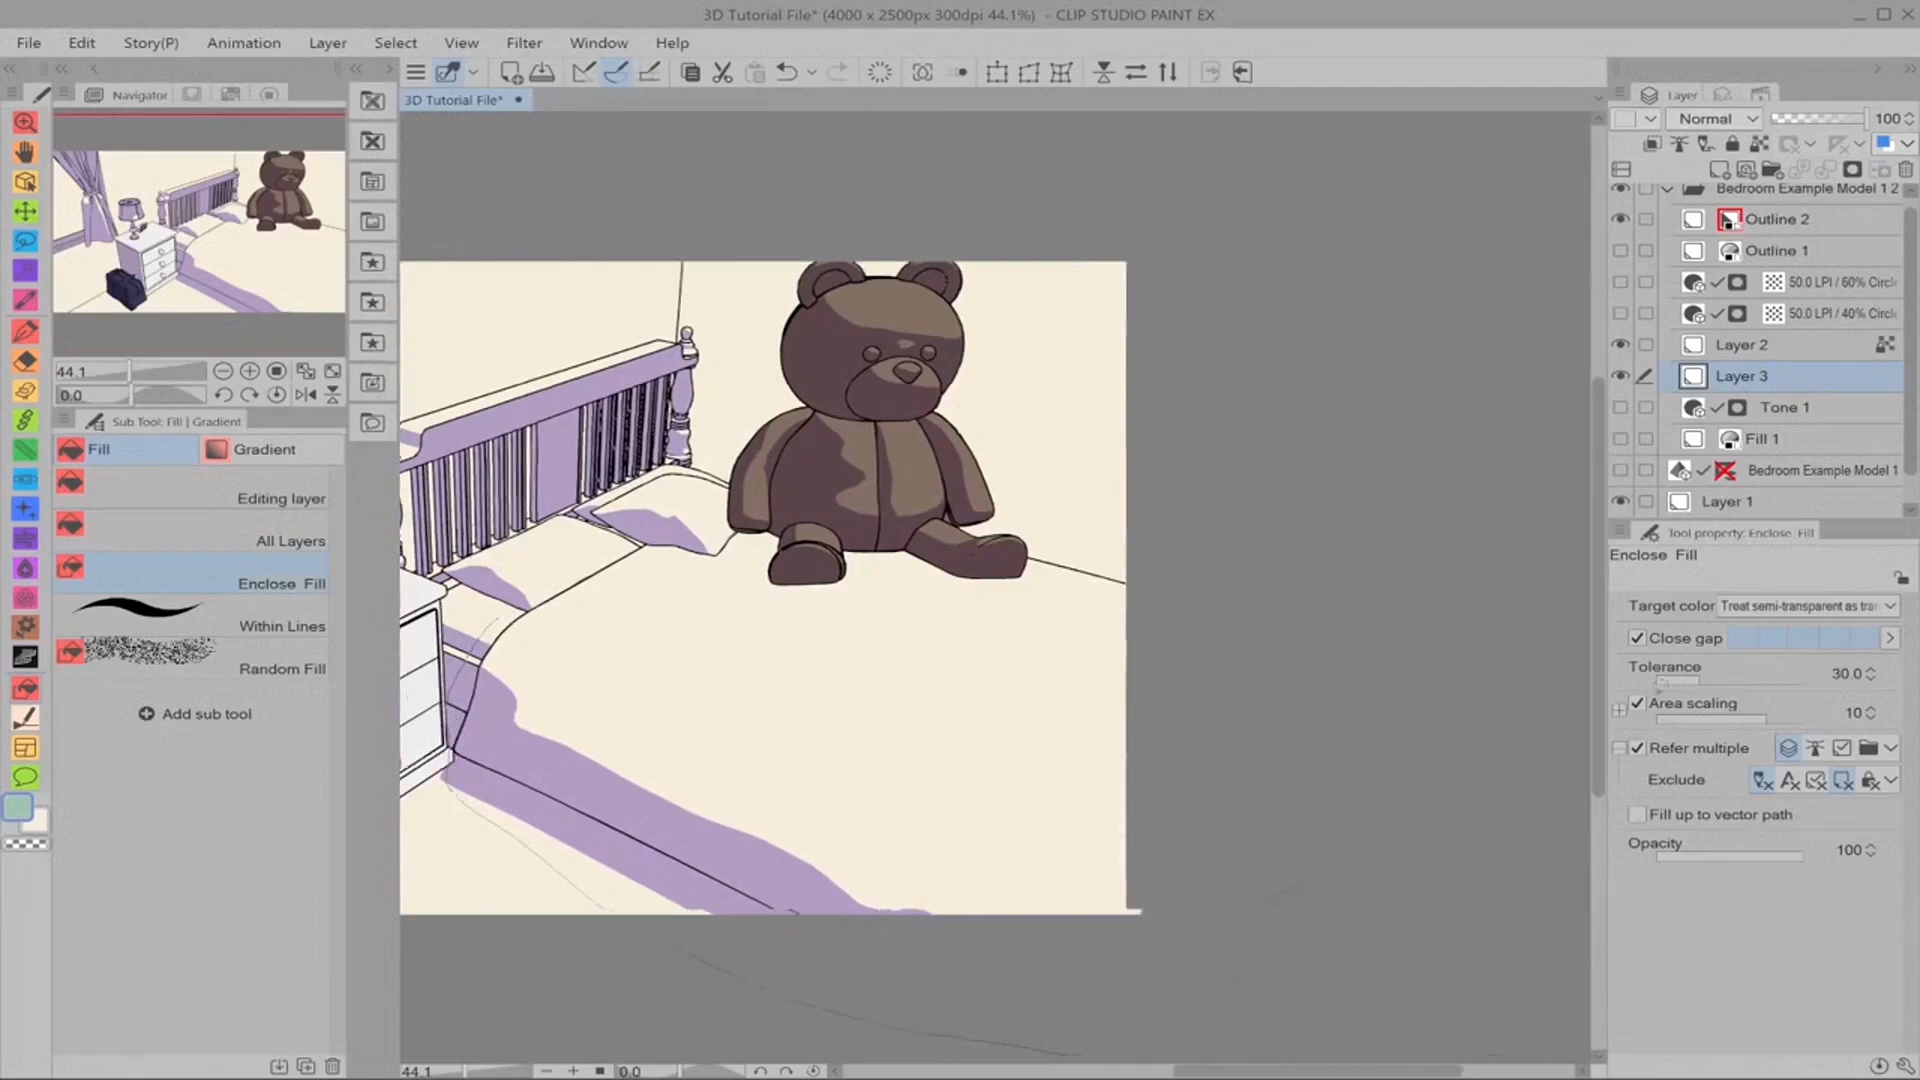 3D Tutorial File* (4000 x 2500px 300dpi 44.1%) - CLIP STUDIO PAINT EX
File Edit Story(P) Animation Layer Select View Filter Window Help
Navigator
3D Tutorial File*
44.1
0.0
Sub Tool: Fill | Gradient
Fill Gradient
Editing layer
All Layers
Enclose Fill
Within Lines
Random Fill
Add sub tool
44.1 0.0
Layer
Normal 100
Bedroom Example Model 1 2
Outline 2
Outline 1
50.0 LPI / 60% Circl
50.0 LPI / 40% Circl
Layer 2
Layer 3
Tone 1
Fill 1
Bedroom Example Model 1
Layer 1
Tool property: Enclose Fill
Enclose Fill
Target color Treat semi-transparent as tra
Close gap
Tolerance 30.0
Area scaling 10
Refer multiple
Exclude
Fill up to vector path
Opacity 100